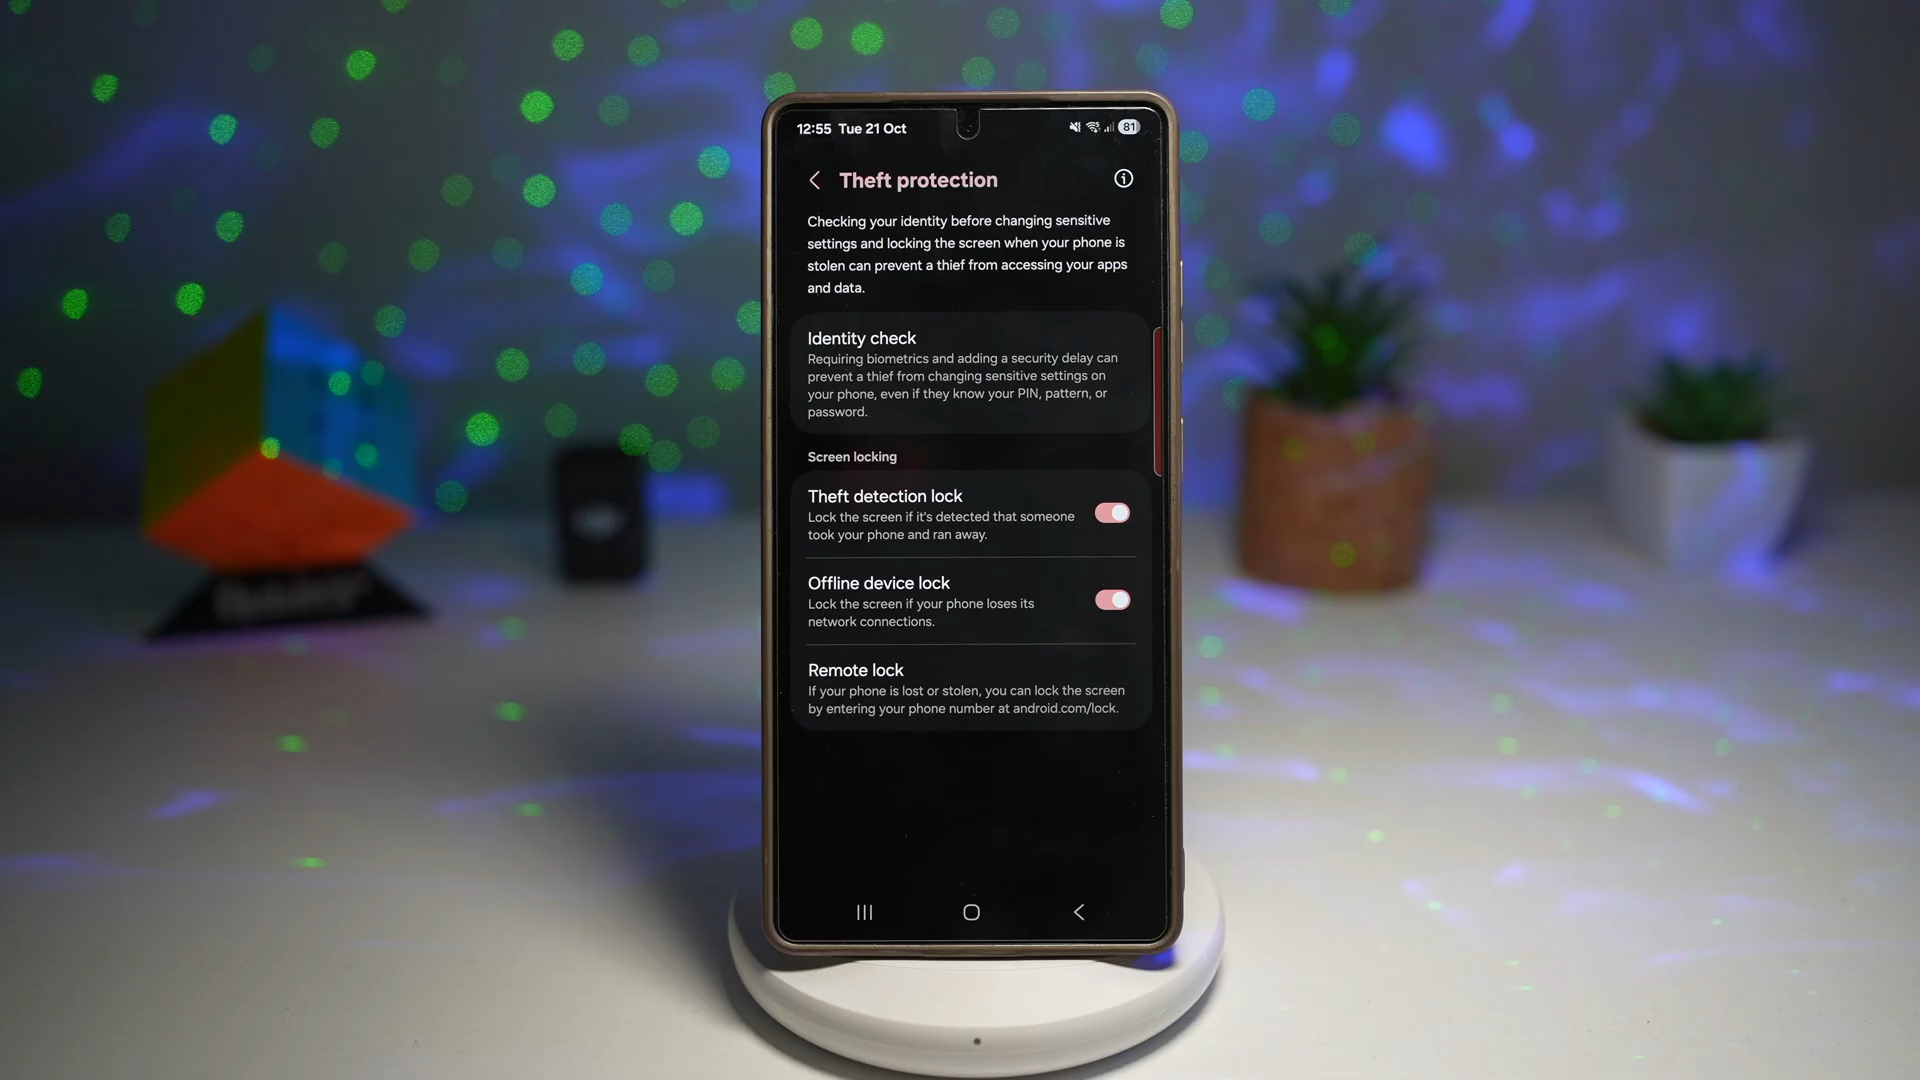 12:55 Tue 21 Oct
81
Theft protection
Checking your identity before changing sensitive
settings and locking the screen when your phone is
stolen can prevent a thief from accessing your apps
and data.
Identity check
Requiring biometrics and adding a security delay can
prevent a thief from changing sensitive settings on
your phone, even if they know your PIN, pattern, or
password.
Screen locking
Theft detection lock
Lock the screen if it's detected that someone
took your phone and ran away.
Offline device lock
Lock the screen if your phone loses its
network connections.
Remote lock
If your phone is lost or stolen, you can lock the screen
by entering your phone number at android.com/lock.